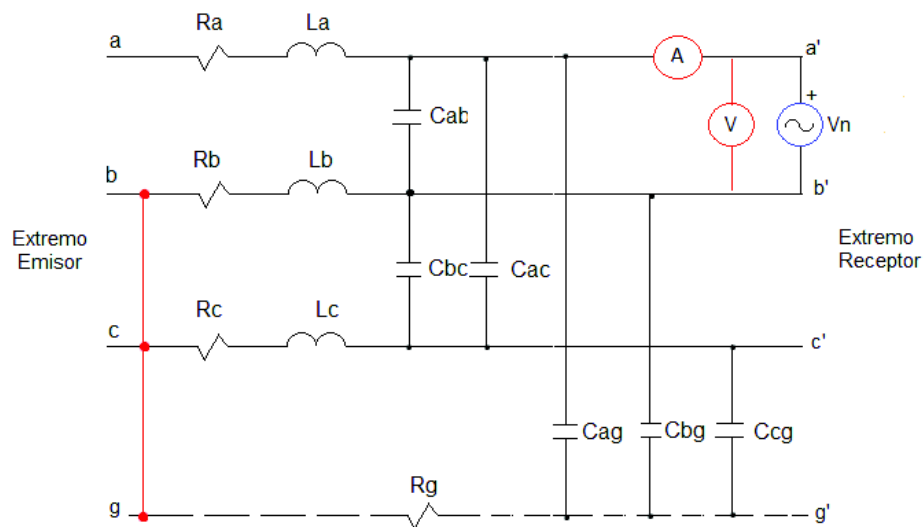 Ra La
a A a'
+
Cab V Vn
Rb Lb
b b'
Extremo
Emisor
Extremo
Receptor
Cbc Cac
Rc Lc
c c'
Cag Cbg Ccg
Rg
g g'